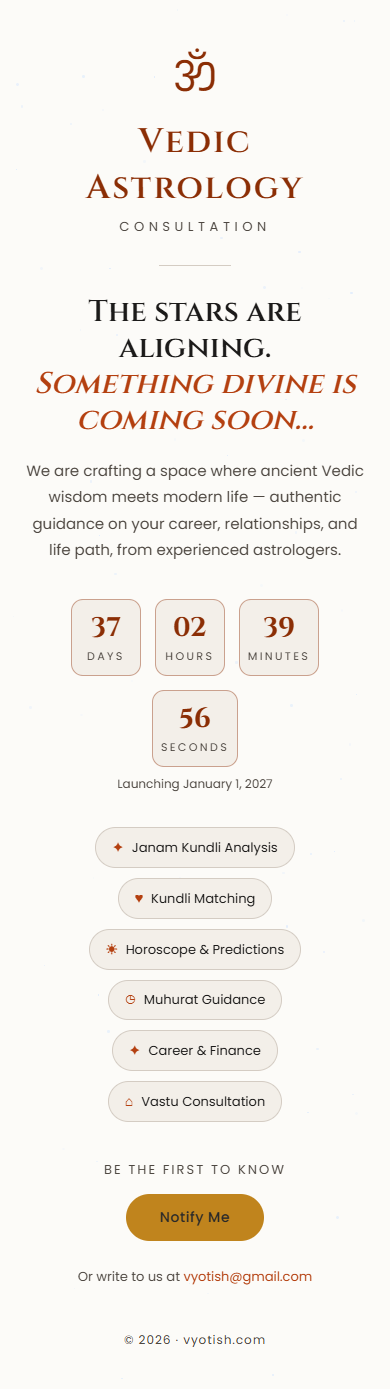 ॐ
VEDIC
ASTROLOGY
CONSULTATION
THE STARS ARE
ALIGNING.
SOMETHING DIVINE IS
COMING SOON...
We are crafting a space where ancient Vedic
wisdom meets modern life — authentic
guidance on your career, relationships, and
life path, from experienced astrologers.
37 02 39
DAYS HOURS MINUTES
56
SECONDS
Launching January 1, 2027
✦ Janam Kundli Analysis
♥ Kundli Matching
☀ Horoscope & Predictions
◷ Muhurat Guidance
✦ Career & Finance
⌂ Vastu Consultation
BE THE FIRST TO KNOW
Notify Me
Or write to us at vyotish@gmail.com
© 2026 · vyotish.com